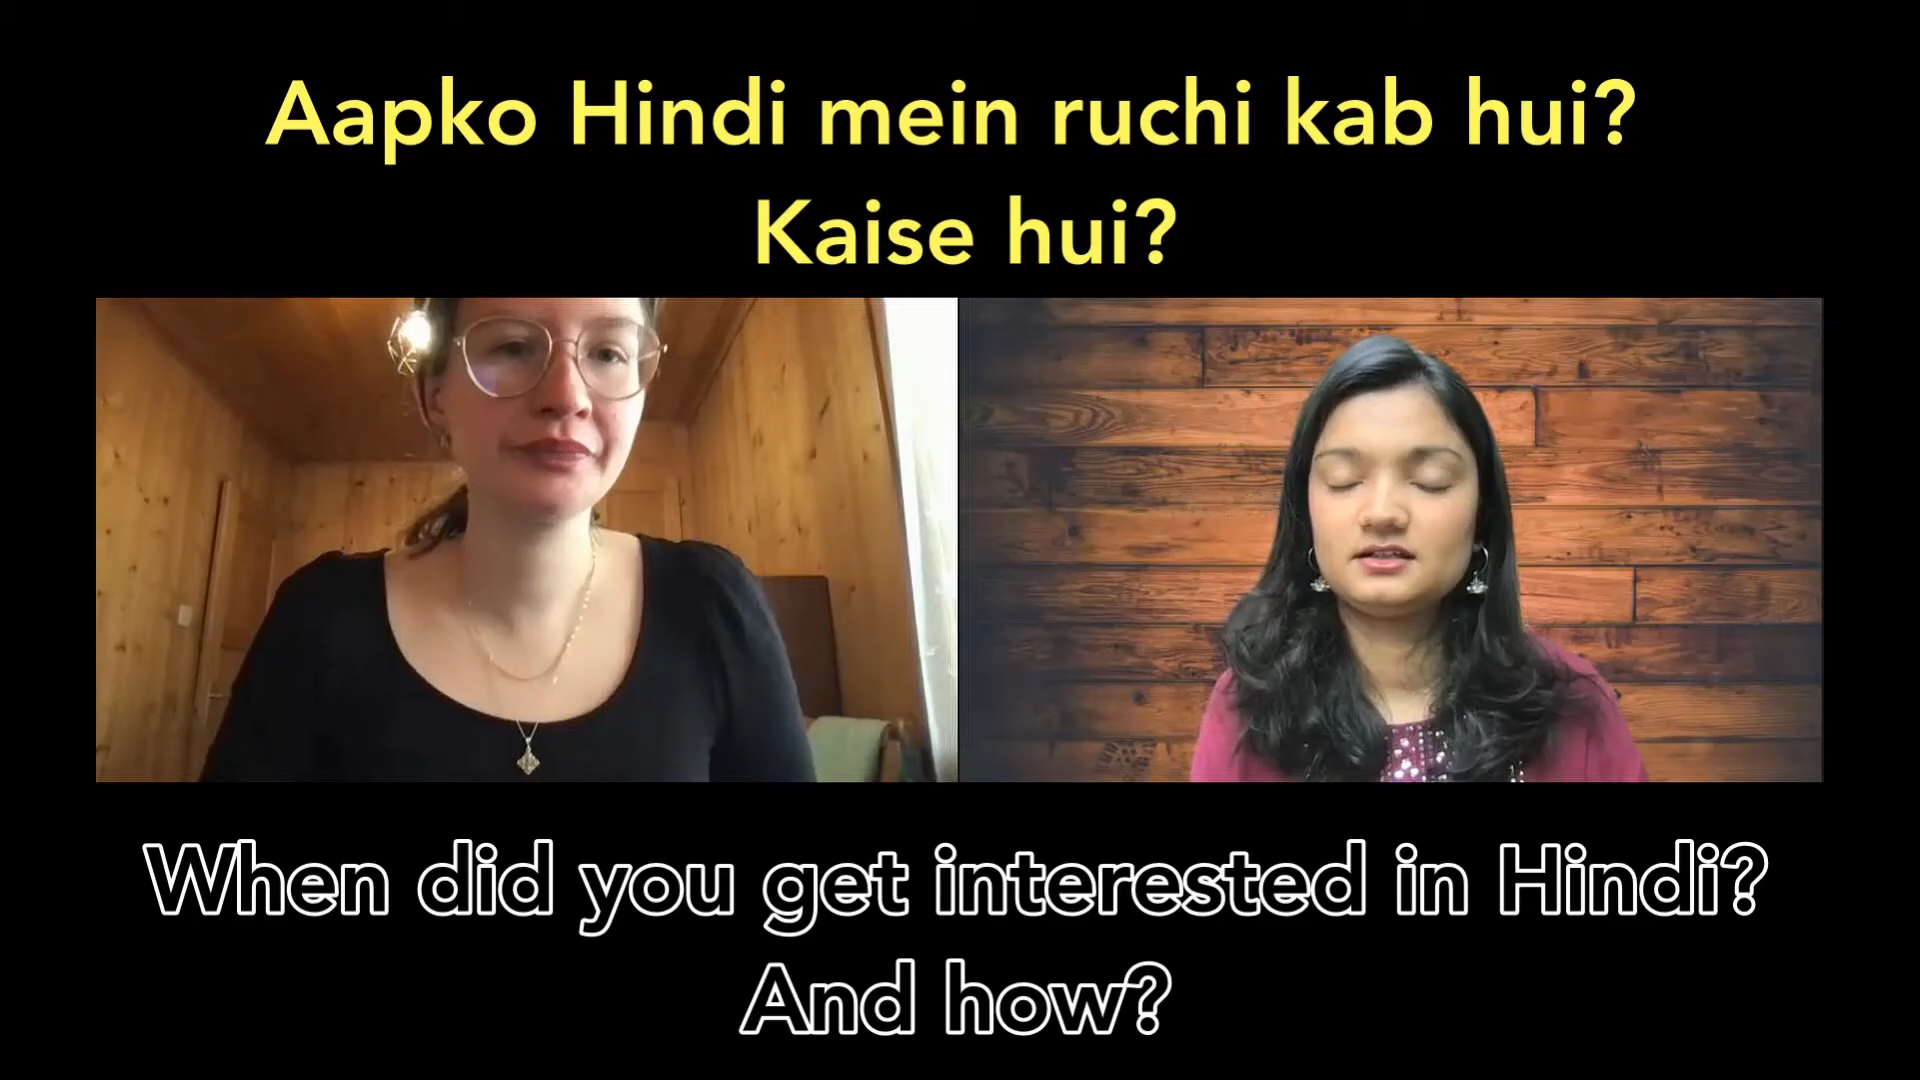 Aapko Hindi mein ruchi kab hui?
Kaise hui?
When did you get interested in Hindi?
And how?